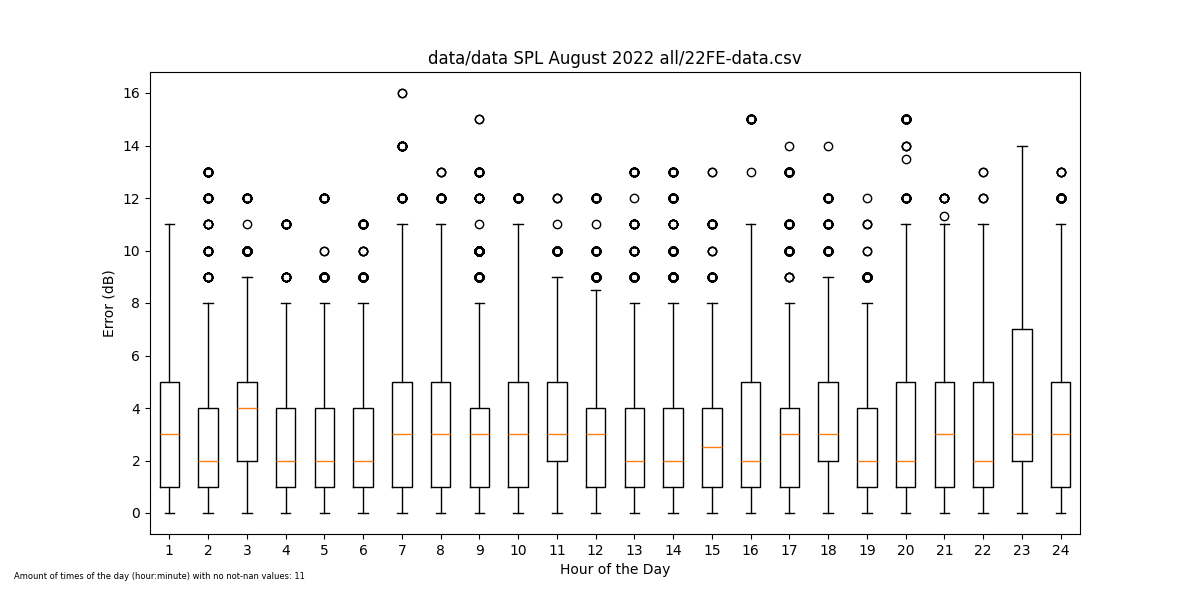 data/data SPL August 2022 all/22FE-data.csv
16
14
12
10
8
6
4
2
0
Error (dB)
1 2 3 4 5 6 7 8 9 10 11 12 13 14 15 16 17 18 19 20 21 22 23 24
Hour of the Day
Amount of times of the day (hour:minute) with no not-nan values: 11